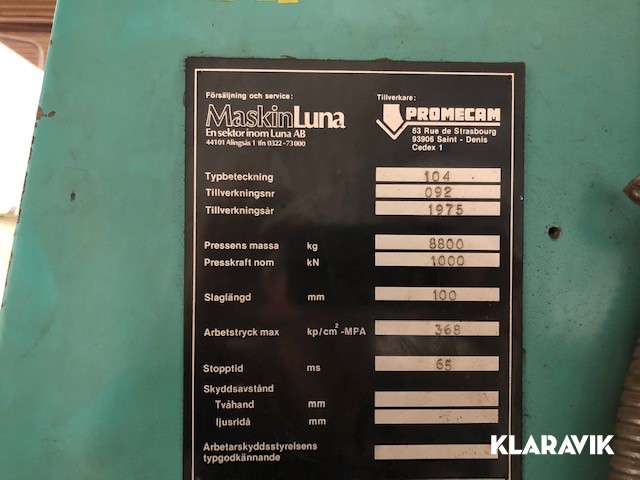 KLARAVIK
Försäljning och service:
MaskinLuna
En sektor inom Luna AB
44101 Alingsås 1 tfn 0322-73000
Tillverkare:
PROMECAM
63 Rue de Strasbourg
93906 Saint - Denis
Cedex 1
Typbeteckning 104
Tillverkningsnr 092
Tillverkningsår 1975
Pressens massa kg 8800
Presskraft nom kN 1000
Slaglängd mm 100
Arbetstryck max kp/cm²-MPA 368
Stopptid ms 65
Skyddsavstånd
Tvåhand mm
ljusridå mm
Arbetarskyddsstyrelsens
typgodkännande
KLARAVIK